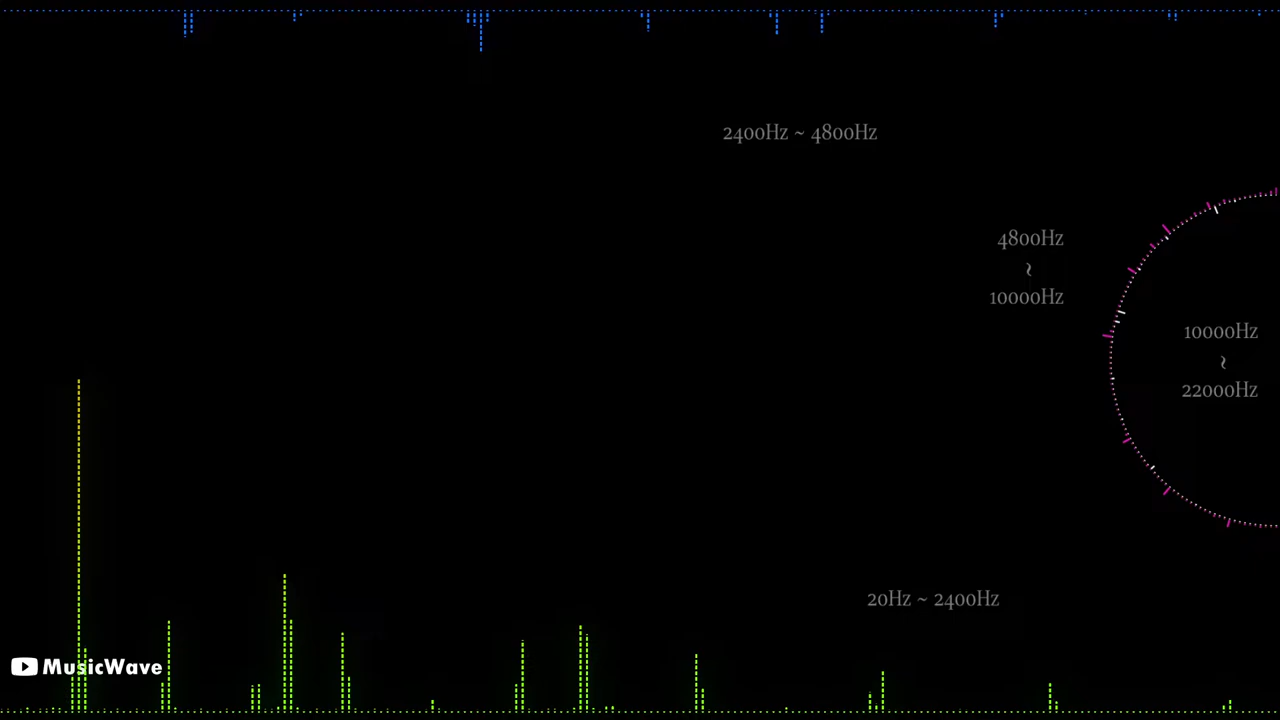 2400Hz ~ 4800Hz
4800Hz
~
10000Hz
10000Hz
~
22000Hz
20Hz ~ 2400Hz
MusicWave